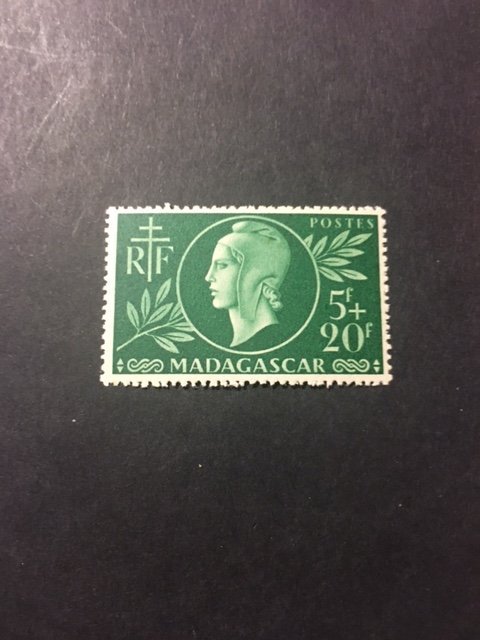 POSTES
RF
5f+
20f
MADAGASCAR